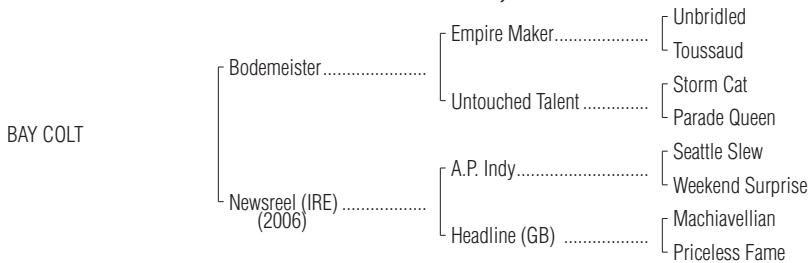 Unbridled
Empire Maker.....................
Toussaud
Bodemeister.......................
Storm Cat
Untouched Talent ...............
Parade Queen
BAY COLT
Seattle Slew
A.P. Indy..............................
Weekend Surprise
Newsreel (IRE) ...................
(2006)
Machiavellian
Headline (GB) ...................
Priceless Fame